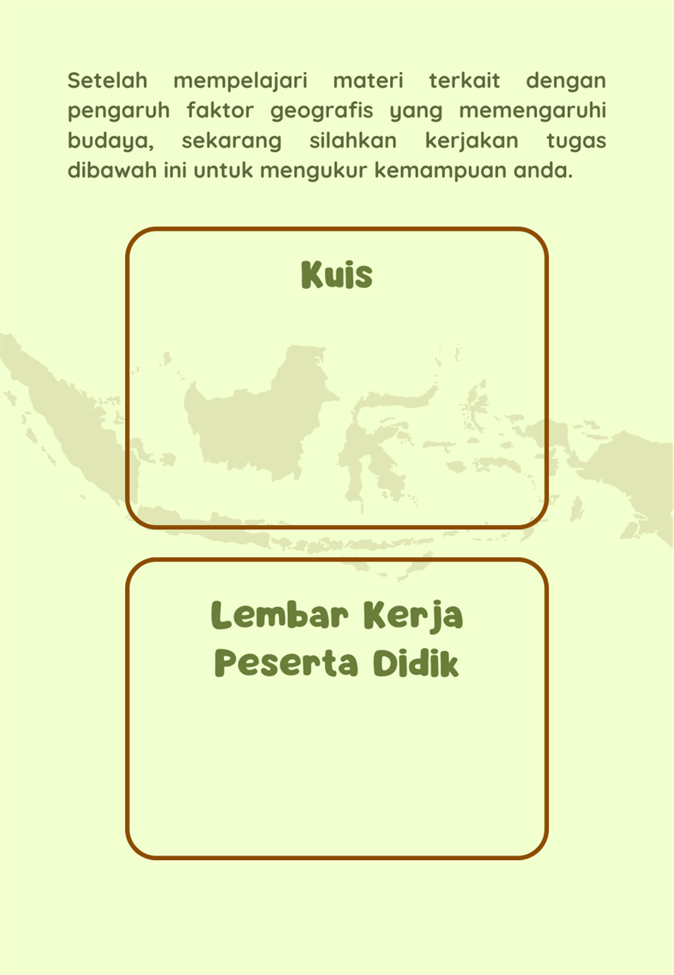 Setelah mempelajari materi terkait dengan
pengaruh faktor geografis yang memengaruhi
budaya, sekarang silahkan kerjakan tugas
dibawah ini untuk mengukur kemampuan anda.
Kuis
Lembar Kerja
Peserta Didik